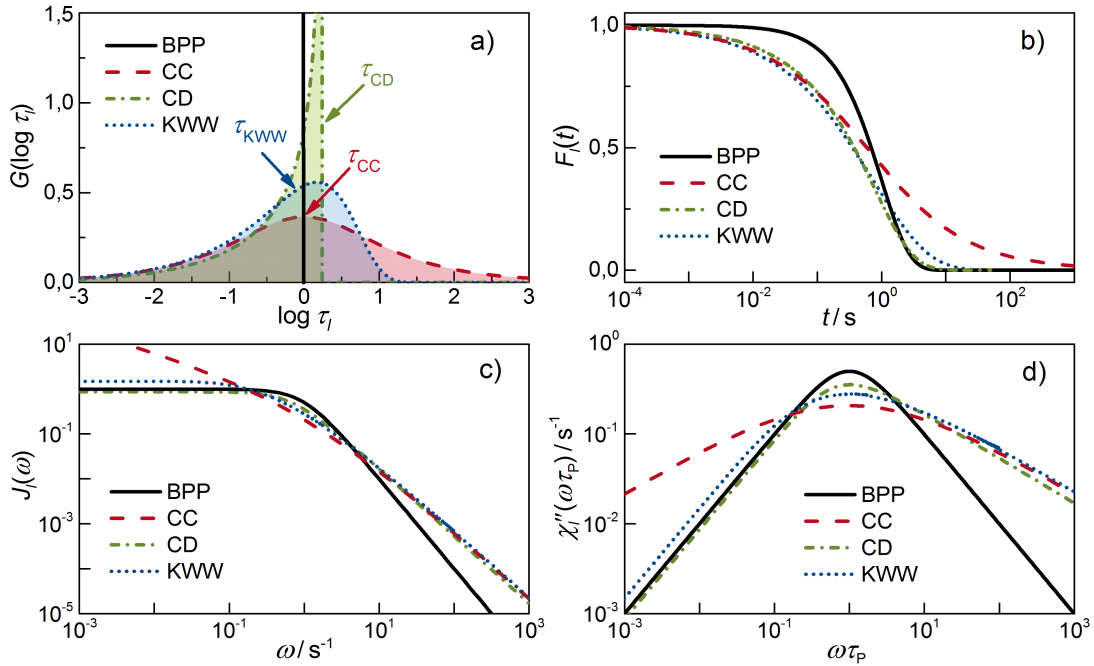 a)
1,5
1,0
0,5
0,0
G(log τl)
BPP
CC
CD
KWW
τCD
τKWW
τCC
-3 -2 -1 0 1 2 3
log τl
b)
1,0
0,5
0,0
Fl(t)
BPP
CC
CD
KWW
10-4 10-2 100 102
t / s
c)
101
10-1
10-3
10-5
Jl(ω)
BPP
CC
CD
KWW
10-3 10-1 101 103
ω / s-1
d)
100
10-1
10-2
10-3
χl''(ωτP) / s-1
BPP
CC
CD
KWW
10-3 10-1 101 103
ωτP